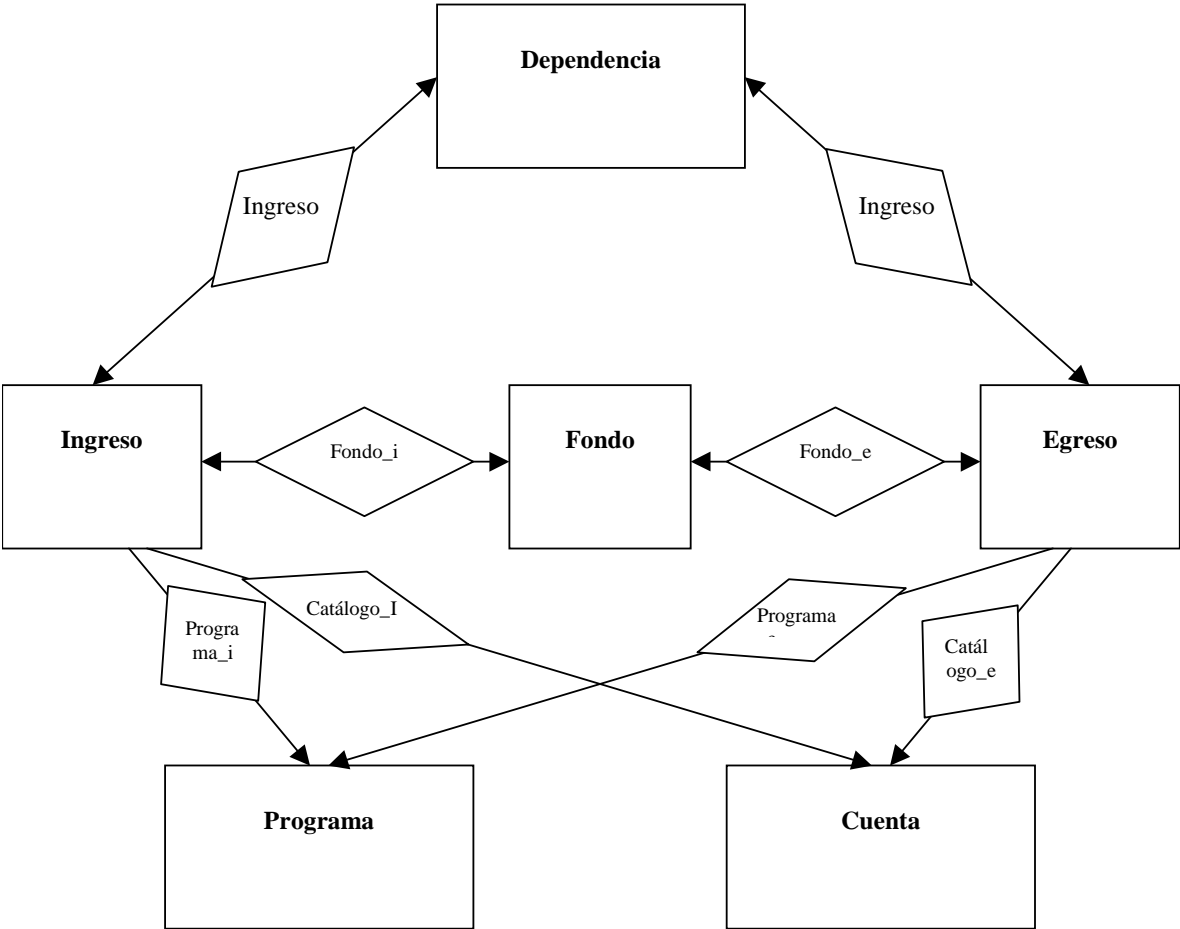 Dependencia
Ingreso
Ingreso
Ingreso
Fondo_i
Fondo
Fondo_e
Egreso
Progra
ma_i
Catálogo_I
Programa
Catál
ogo_e
Programa
Cuenta